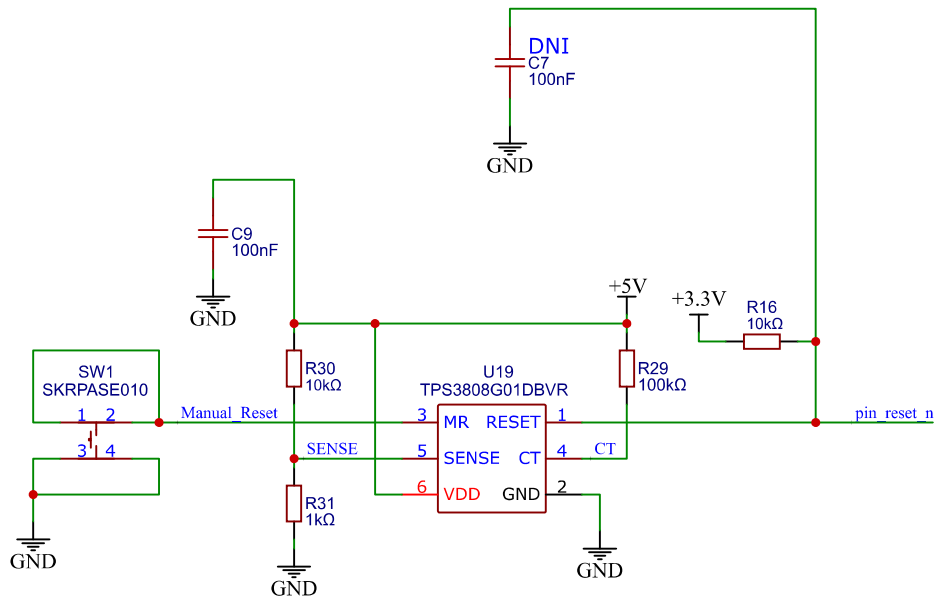 DNI
C7
100nF
GND
C9
100nF
GND
+5V
+3.3V
R16
10kΩ
SW1
SKRPASE010
R30
10kΩ
U19
TPS3808G01DBVR
R29
100kΩ
1 2
3 4
Manual_Reset
3 MR RESET 1
pin_reset_n
SENSE
5 SENSE CT 4
CT
6 VDD GND 2
R31
1kΩ
GND
GND
GND